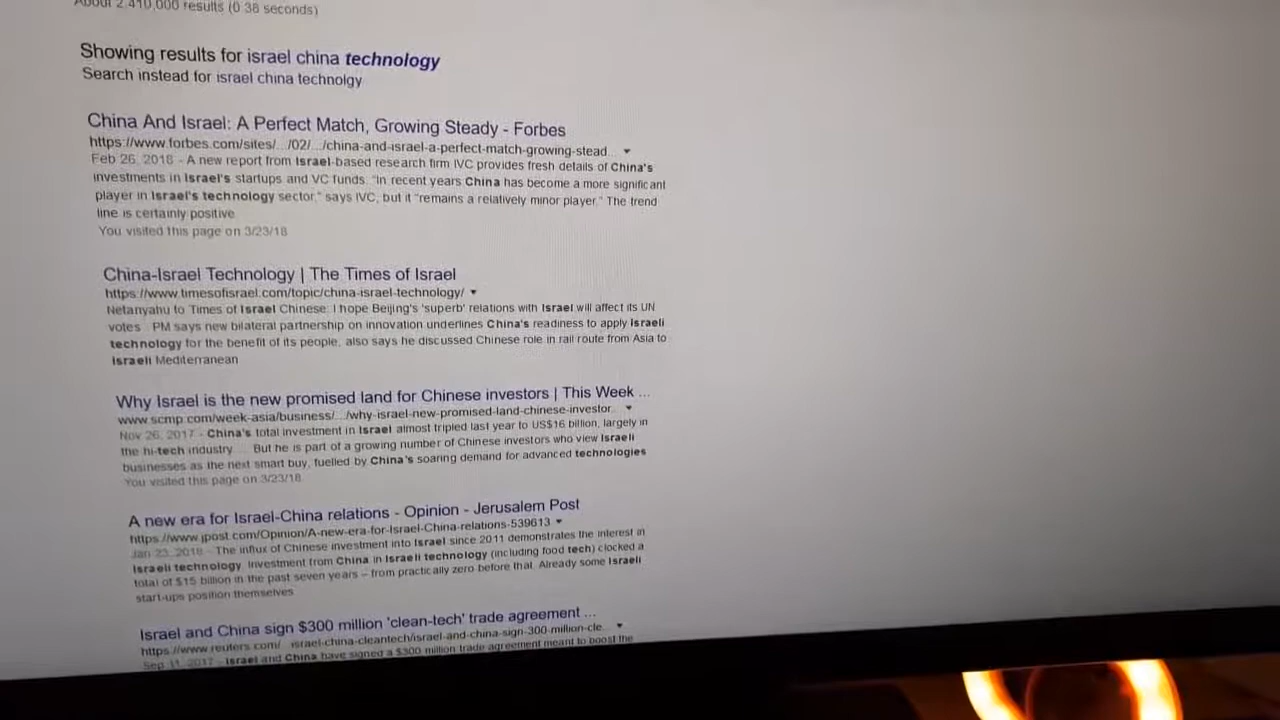 About 2,410,000 results (0.38 seconds)
Showing results for israel china technology
Search instead for israel china technolgy
China And Israel: A Perfect Match, Growing Steady - Forbes
https://www.forbes.com/sites/.../02/.../china-and-israel-a-perfect-match-growing-stead...
Feb 26, 2018 - A new report from Israel-based research firm IVC provides fresh details of China's
investments in Israel's startups and VC funds. "In recent years China has become a more significant
player in Israel's technology sector," says IVC, but it "remains a relatively minor player." The trend
line is certainly positive
You visited this page on 3/23/18
China-Israel Technology | The Times of Israel
https://www.timesofisrael.com/topic/china-israel-technology/
Netanyahu to Times of Israel Chinese: I hope Beijing's 'superb' relations with Israel will affect its UN
votes · PM says new bilateral partnership on innovation underlines China's readiness to apply Israeli
technology for the benefit of its people, also says he discussed Chinese role in rail route from Asia to
Israeli Mediterranean
Why Israel is the new promised land for Chinese investors | This Week ...
www.scmp.com/week-asia/business/.../why-israel-new-promised-land-chinese-investor...
Nov 26, 2017 - China's total investment in Israel almost tripled last year to US$16 billion, largely in
the hi-tech industry ... But he is part of a growing number of Chinese investors who view Israeli
businesses as the next smart buy, fuelled by China's soaring demand for advanced technologies
You visited this page on 3/23/18.
A new era for Israel-China relations - Opinion - Jerusalem Post
https://www.jpost.com/Opinion/A-new-era-for-Israel-China-relations-539613
Jan 23, 2018 - The influx of Chinese investment into Israel since 2011 demonstrates the interest in
Israeli technology. Investment from China in Israeli technology (including food tech) clocked a
total of $15 billion in the past seven years – from practically zero before that. Already some Israeli
start-ups position themselves
Israel and China sign $300 million 'clean-tech' trade agreement ...
https://www.reuters.com/...israel-china-cleantech/israel-and-china-sign-300-million-cle...
Sep 11, 2017 - Israel and China have signed a $300 million trade agreement meant to boost the